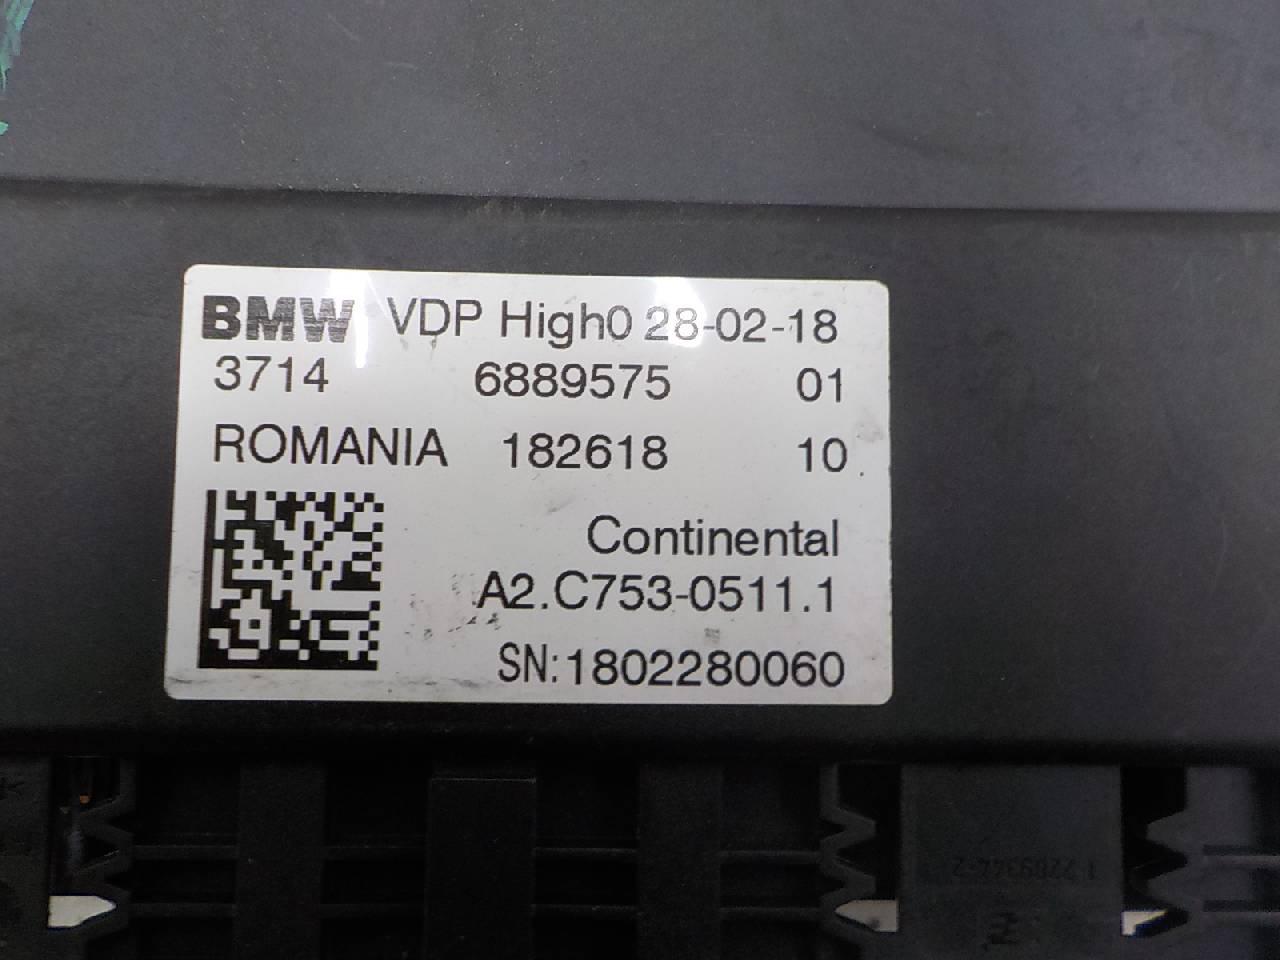 BMW VDP High0 28-02-18
3714 6889575 01
ROMANIA 182618 10
Continental
A2.C753-0511.1
SN:1802280060